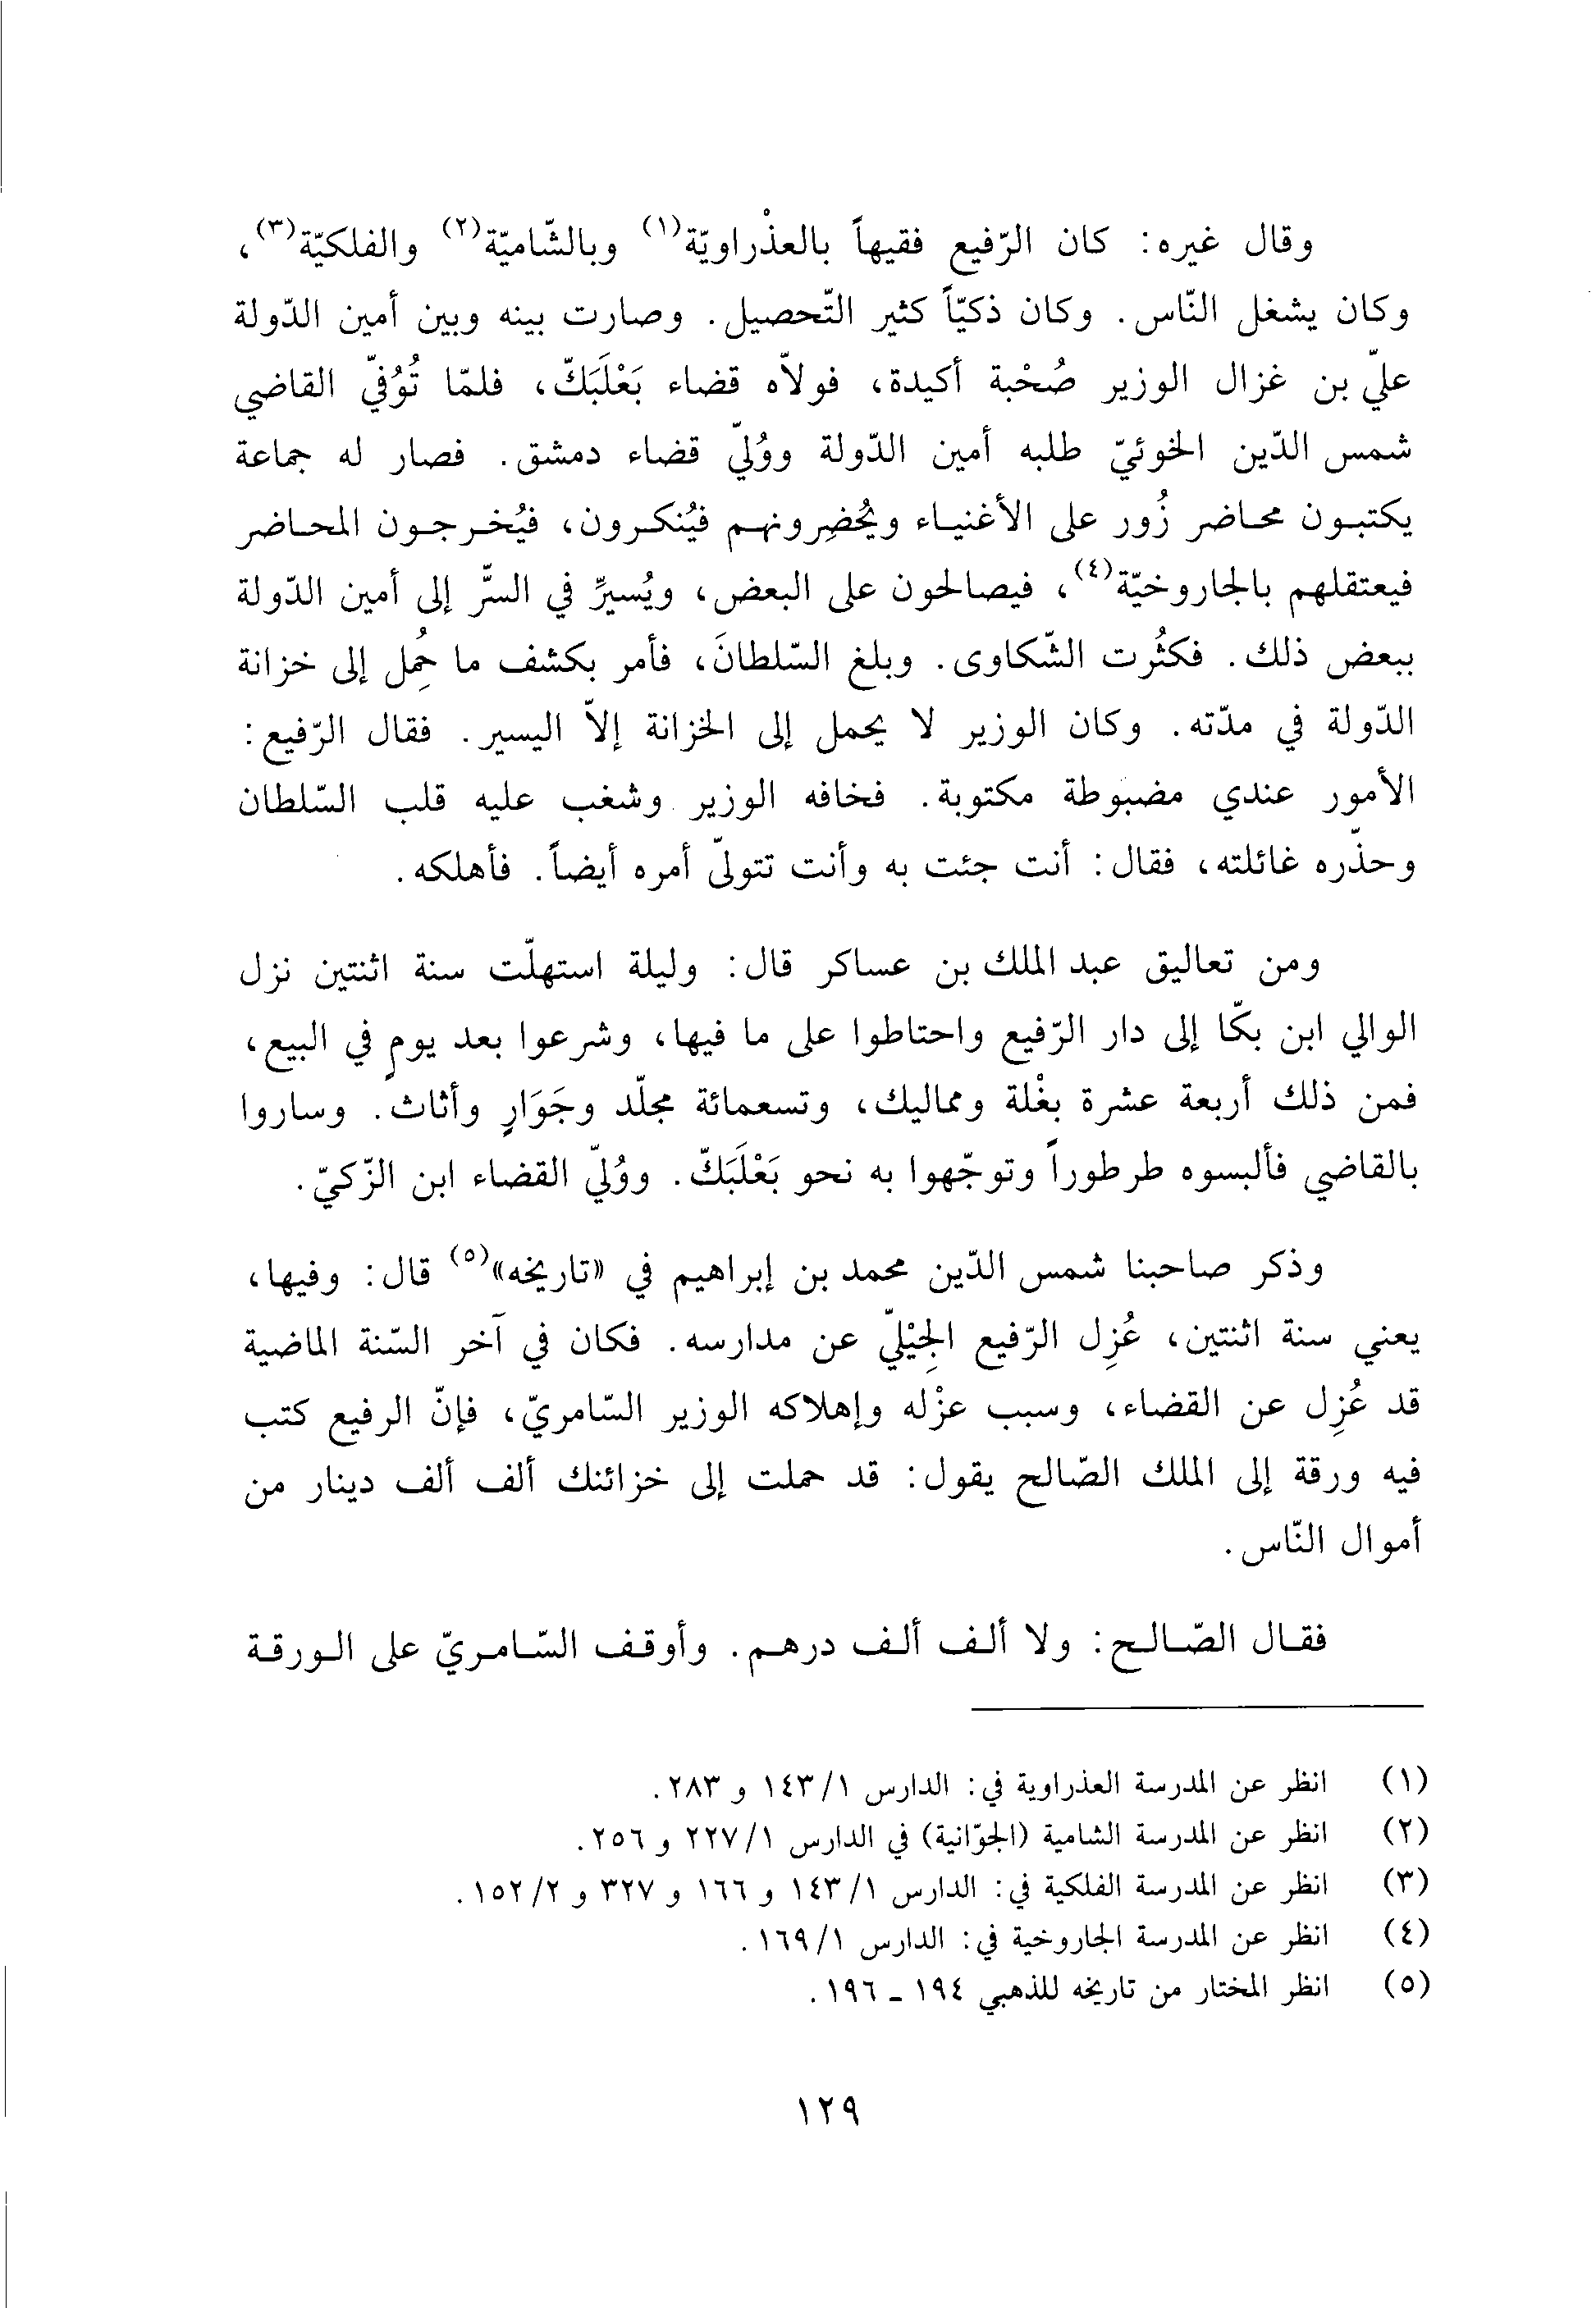 وقال غيره: كان الرّفيع فقيهاً بالعذْراويّة(١) وبالشّاميّة(٢) والفلكيّة(٣)،
وكان يشغل النّاس. وكان ذكيّاً كثير التّحصيل. وصارت بينه وبين أمين الدّولة
عليّ بن غزال الوزير صُحْبة أكيدة، فولاّه قضاء بَعْلَبَكّ، فلمّا تُوُفيّ القاضي
شمس الدّين الخوئيّ طلبه أمين الدّولة ووُليّ قضاء دمشق. فصار له جماعة
يكتبون محاضر زُور على الأغنياء ويُحْضِرونهم فيُنكرون، فيُخرجون المحاضر
فيعتقلهم بالجاروخيّة(٤)، فيصالحون على البعض، ويُسيرِّ في السرّ إلى أمين الدّولة
ببعض ذلك. فكثُرت الشّكاوى. وبلغ السّلطانَ، فأمر بكشف ما حُمِل إلى خزانة
الدّولة في مدّته. وكان الوزير لا يحمل إلى الخزانة إلاّ اليسير. فقال الرّفيع:
الأمور عندي مضبوطة مكتوبة. فخافه الوزير وشغب عليه قلب السّلطان
وحذّره غائلته، فقال: أنت جئت به وأنت تتولىّ أمره أيضاً. فأهلكه.
ومن تعاليق عبد الملك بن عساكر قال: وليلة استهلّت سنة اثنتين نزل
الوالي ابن بكّا إلى دار الرّفيع واحتاطوا على ما فيها، وشرعوا بعد يومٍ في البيع،
فمن ذلك أربعة عشرة بغْلة ومماليك، وتسعمائة مجلّد وجَوَارٍ وأثاث. وساروا
بالقاضي فألبسوه طرطوراً وتوجّهوا به نحو بَعْلَبَكّ. ووُليّ القضاء ابن الزّكيّ.
وذكر صاحبنا شمس الدّين محمد بن إبراهيم في «تاريخه»(٥) قال: وفيها،
يعني سنة اثنتين، عُزِل الرّفيع الجِيْليّ عن مدارسه. فكان في آخر السّنة الماضية
قد عُزِل عن القضاء، وسبب عزْله وإهلاكه الوزير السّامريّ، فإنّ الرفيع كتب
فيه ورقة إلى الملك الصّالح يقول: قد حملت إلى خزائنك ألف ألف دينار من
أموال النّاس.
فقال الصّالح: ولا ألف ألف درهم. وأوقف السّامريّ على الورقة
(١) انظر عن المدرسة العذراوية في: الدارس ١/ ١٤٣ و ٢٨٣.
(٢) انظر عن المدرسة الشامية (الجوّانية) في الدارس ١/ ٢٢٧ و ٢٥٦.
(٣) انظر عن المدرسة الفلكية في: الدارس ١/ ١٤٣ و ١٦٦ و ٣٢٧ و ٢/ ١٥٢.
(٤) انظر عن المدرسة الجاروخية في: الدارس ١/ ١٦٩.
(٥) انظر المختار من تاريخه للذهبي ١٩٤ ـ ١٩٦.
١٢٩